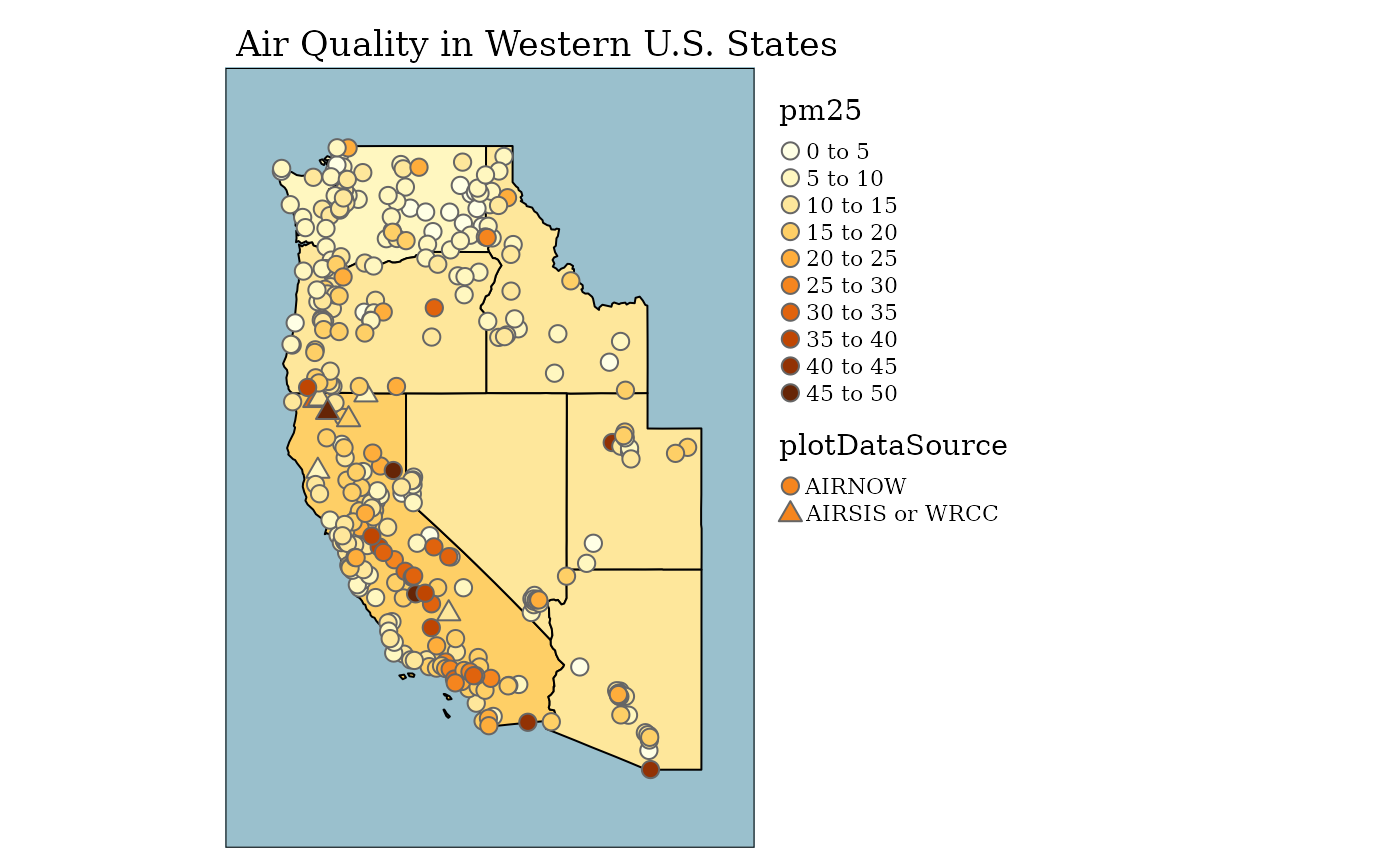 Air Quality in Western U.S. States
pm25
0 to 5
5 to 10
10 to 15
15 to 20
20 to 25
25 to 30
30 to 35
35 to 40
40 to 45
45 to 50
plotDataSource
AIRNOW
AIRSIS or WRCC